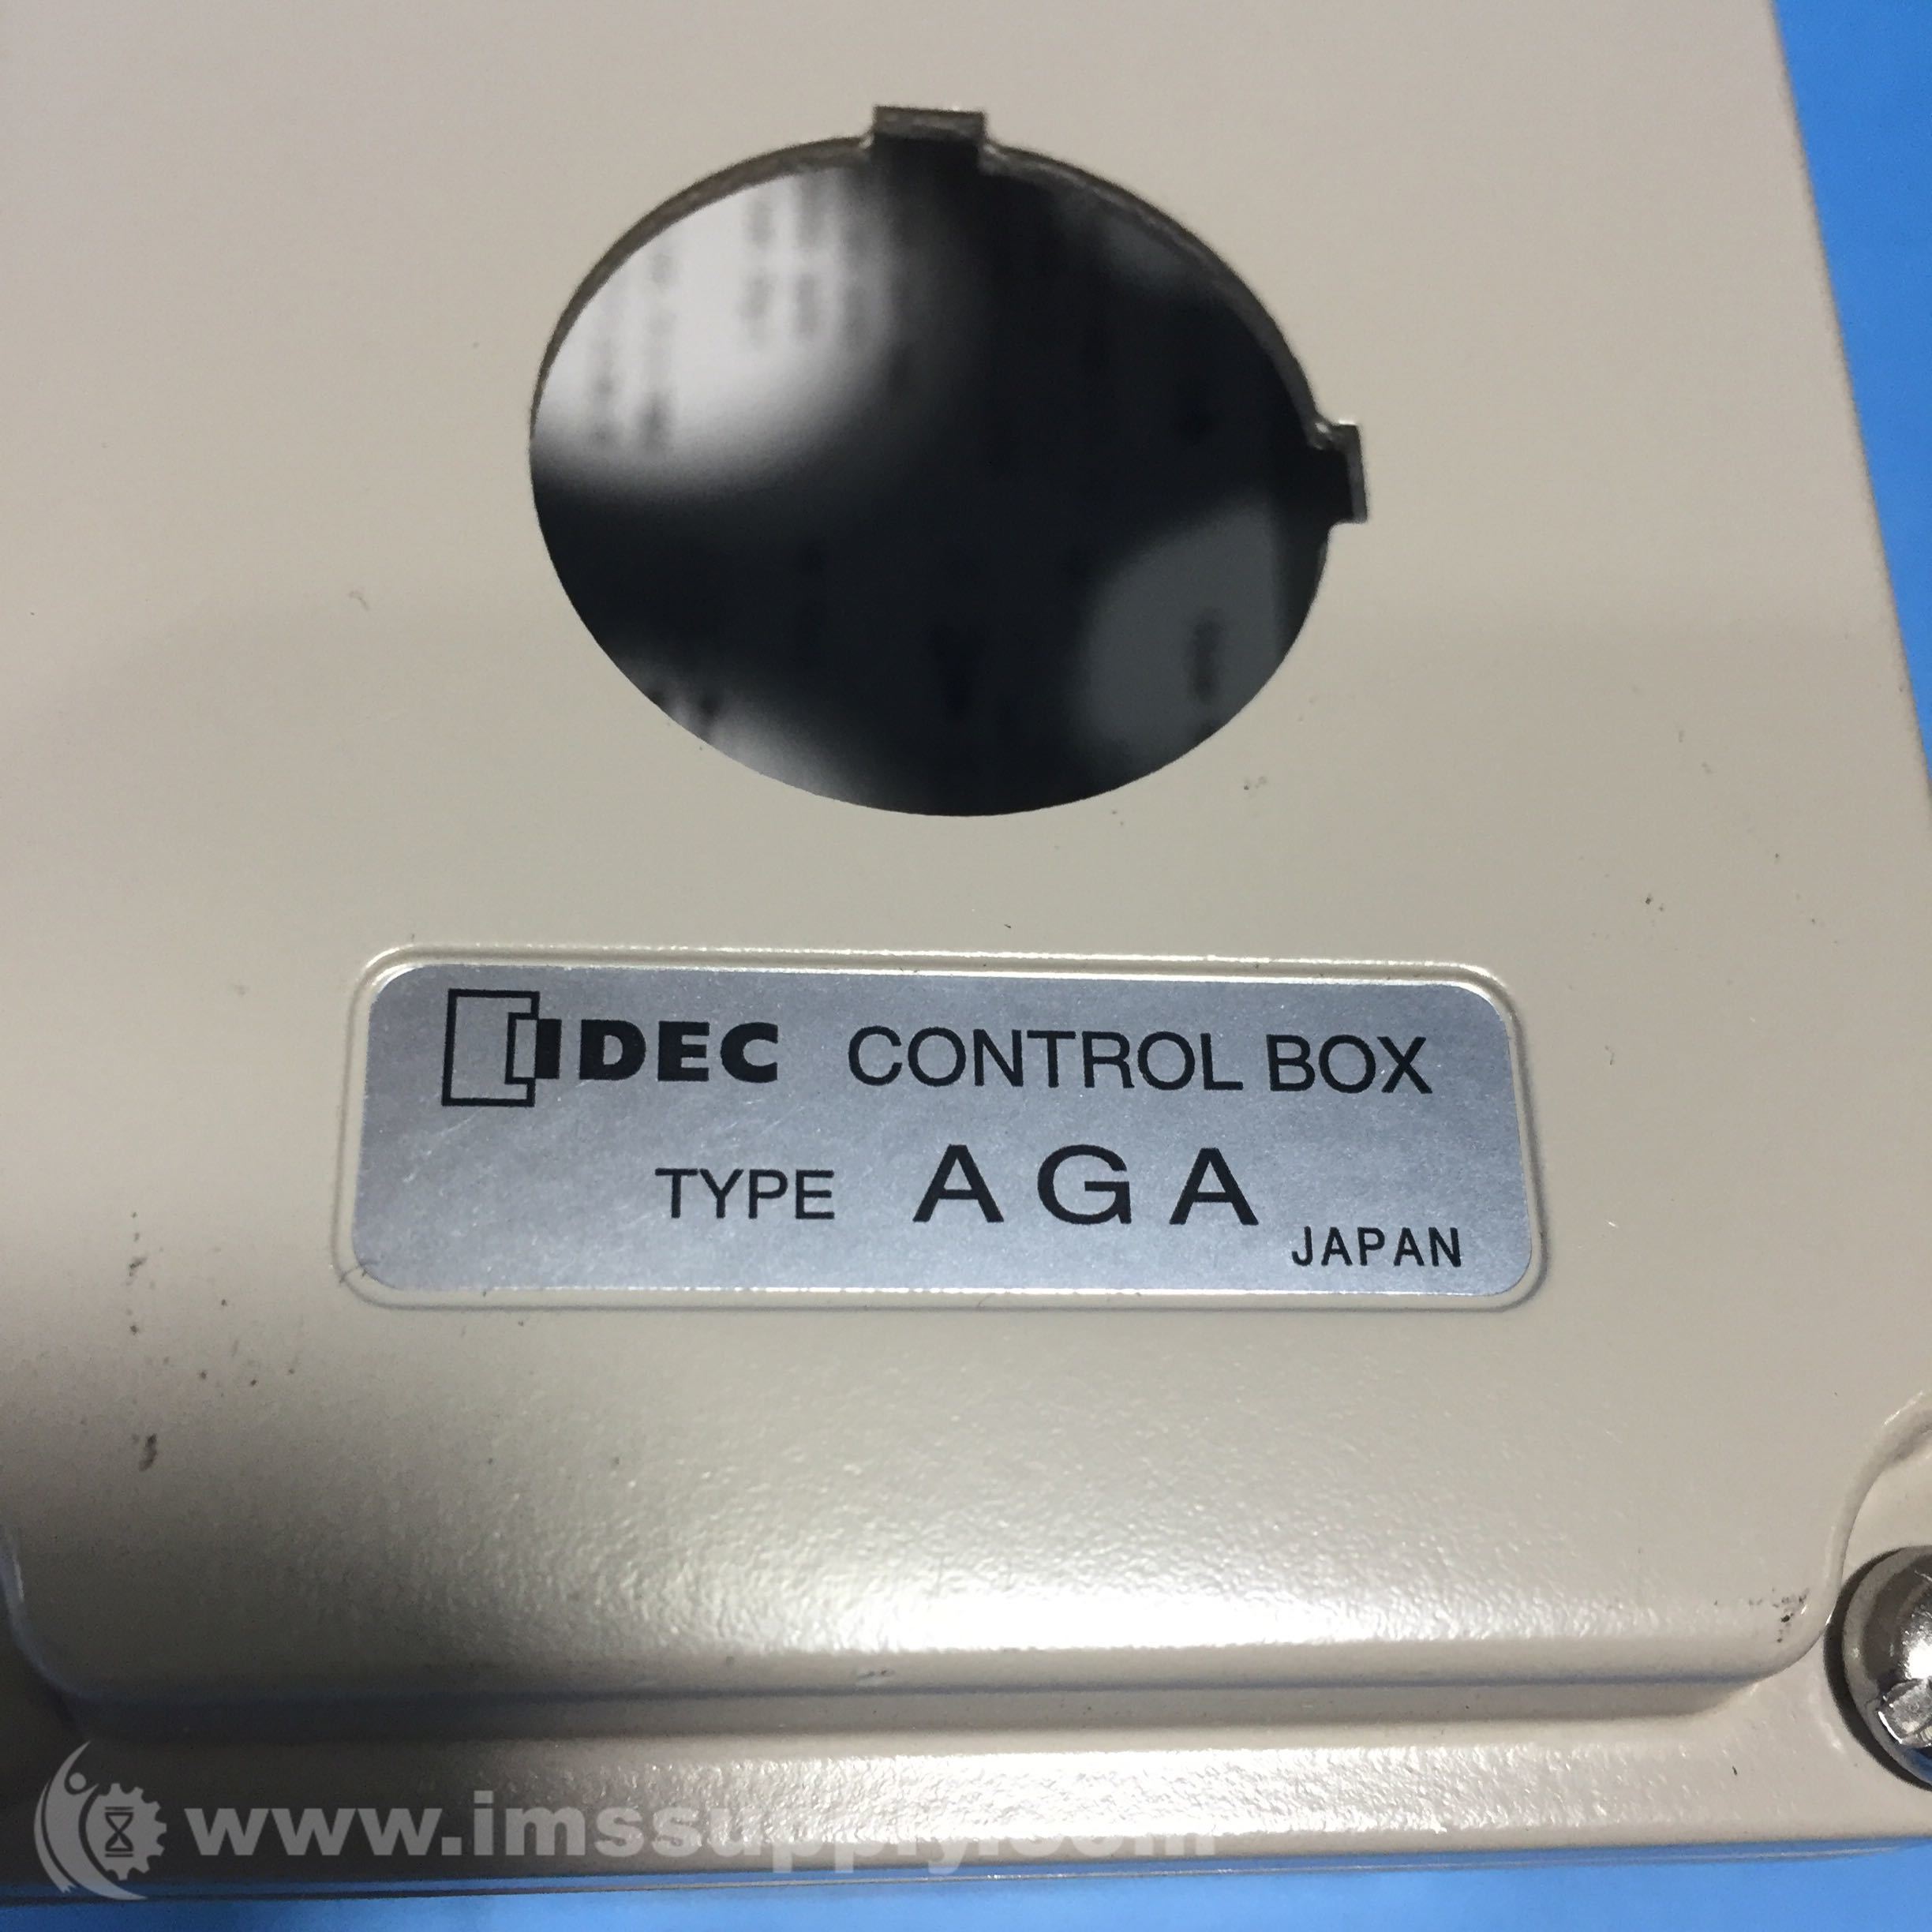 IDEC CONTROL BOX
TYPE AGA
JAPAN
www.imssupply.com